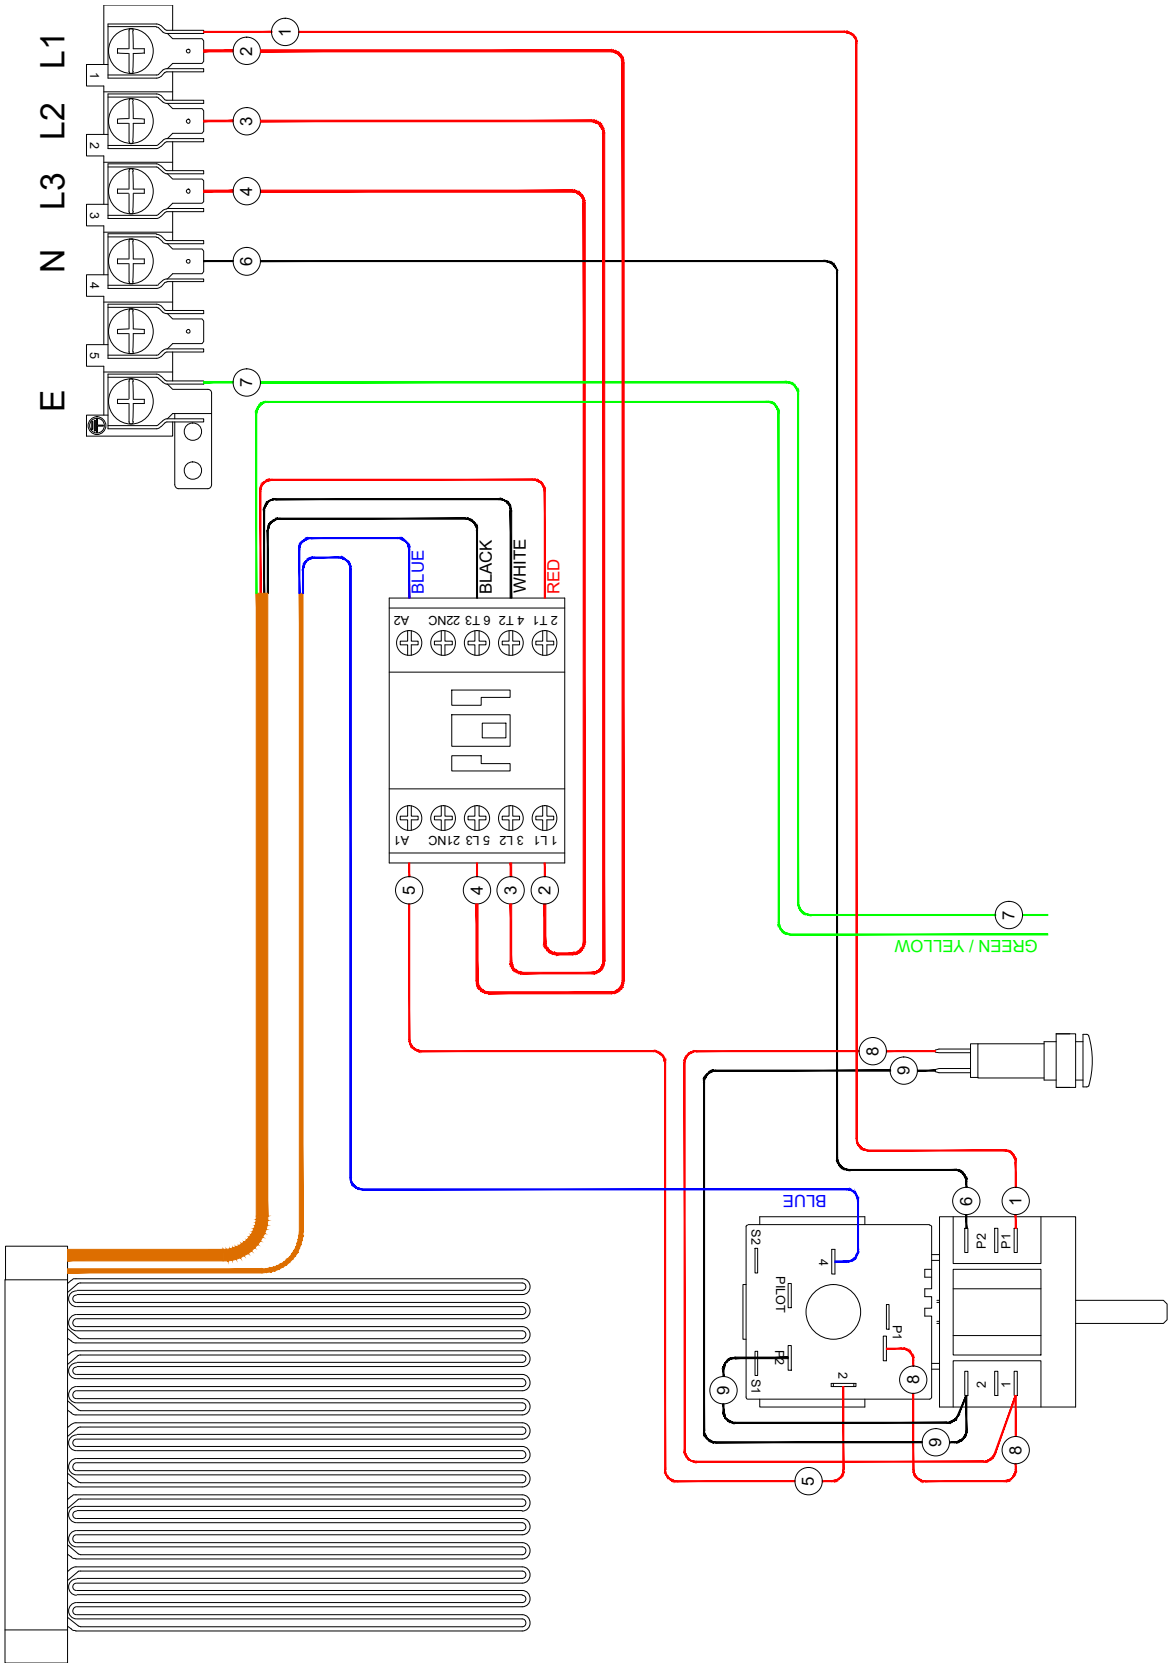 L1
L2
L3
N
E
1
2
3
4
5
1
2
3
4
6
7
BLUE
BLACK
WHITE
RED
A2
22NC
6 T3
4 T2
2 T1
A1
21NC
5 L3
3 L2
1 L1
5
4
3
2
7
GREEN / YELLOW
8
9
BLUE
6
1
S2
4
PILOT
P1
P2
S1
2
P2
P1
2
1
9
8
9
8
5